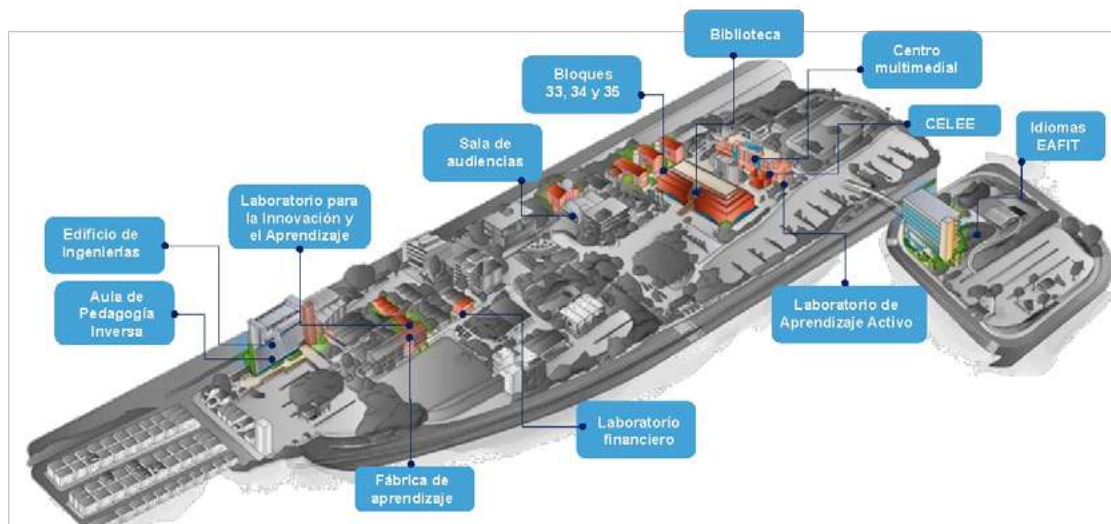 Biblioteca
Centro
multimedial
Bloques
33, 34 y 35
CELEE
Idiomas
EAFIT
Sala de
audiencias
Laboratorio para
la Innovación y
el Aprendizaje
Edificio de
Ingenierías
Aula de
Pedagogía
Inversa
Laboratorio de
Aprendizaje Activo
Laboratorio
financiero
Fábrica de
aprendizaje